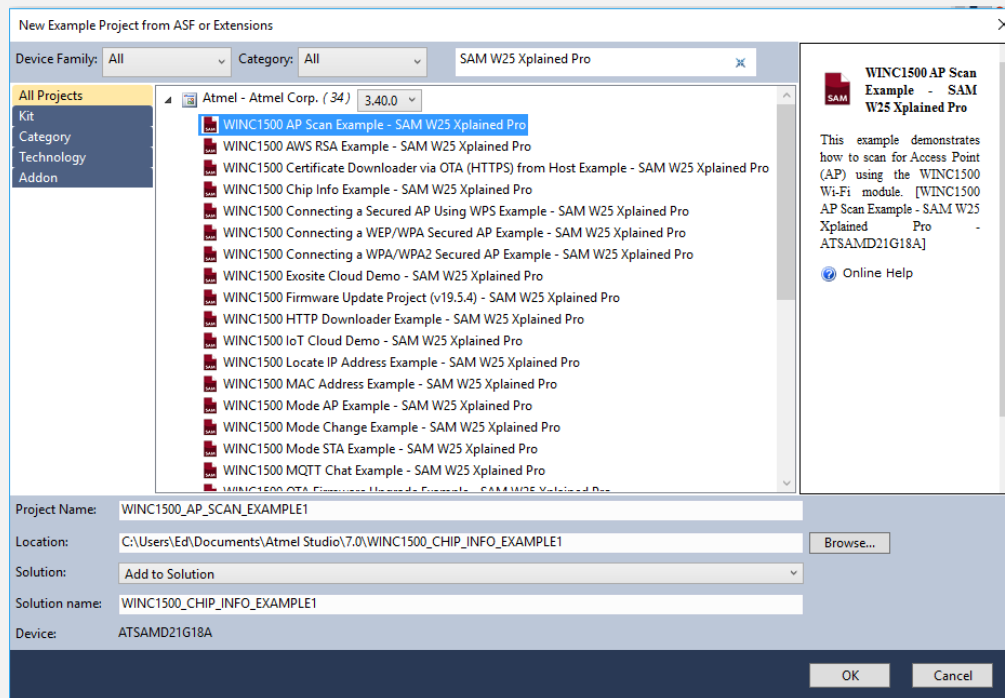 New Example Project from ASF or Extensions
Device Family: All Category: All SAM W25 Xplained Pro
All Projects
Kit
Category
Technology
Addon
Atmel - Atmel Corp. (34) 3.40.0
WINC1500 AP Scan Example - SAM W25 Xplained Pro
WINC1500 AWS RSA Example - SAM W25 Xplained Pro
WINC1500 Certificate Downloader via OTA (HTTPS) from Host Example - SAM W25 Xplained Pro
WINC1500 Chip Info Example - SAM W25 Xplained Pro
WINC1500 Connecting a Secured AP Using WPS Example - SAM W25 Xplained Pro
WINC1500 Connecting a WEP/WPA Secured AP Example - SAM W25 Xplained Pro
WINC1500 Connecting a WPA/WPA2 Secured AP Example - SAM W25 Xplained Pro
WINC1500 Exosite Cloud Demo - SAM W25 Xplained Pro
WINC1500 Firmware Update Project (v19.5.4) - SAM W25 Xplained Pro
WINC1500 HTTP Downloader Example - SAM W25 Xplained Pro
WINC1500 IoT Cloud Demo - SAM W25 Xplained Pro
WINC1500 Locate IP Address Example - SAM W25 Xplained Pro
WINC1500 MAC Address Example - SAM W25 Xplained Pro
WINC1500 Mode AP Example - SAM W25 Xplained Pro
WINC1500 Mode Change Example - SAM W25 Xplained Pro
WINC1500 Mode STA Example - SAM W25 Xplained Pro
WINC1500 MQTT Chat Example - SAM W25 Xplained Pro
WINC1500 OTA Firmware Upgrade Example - SAM W25 Xplained Pro
SAM
WINC1500 AP Scan
Example - SAM
W25 Xplained Pro
This example demonstrates
how to scan for Access Point
(AP) using the WINC1500
Wi-Fi module. [WINC1500
AP Scan Example - SAM W25
Xplained Pro -
ATSAMD21G18A]
Online Help
Project Name: WINC1500_AP_SCAN_EXAMPLE1
Location: C:\Users\Ed\Documents\Atmel Studio\7.0\WINC1500_CHIP_INFO_EXAMPLE1 Browse...
Solution: Add to Solution
Solution name: WINC1500_CHIP_INFO_EXAMPLE1
Device: ATSAMD21G18A
OK Cancel